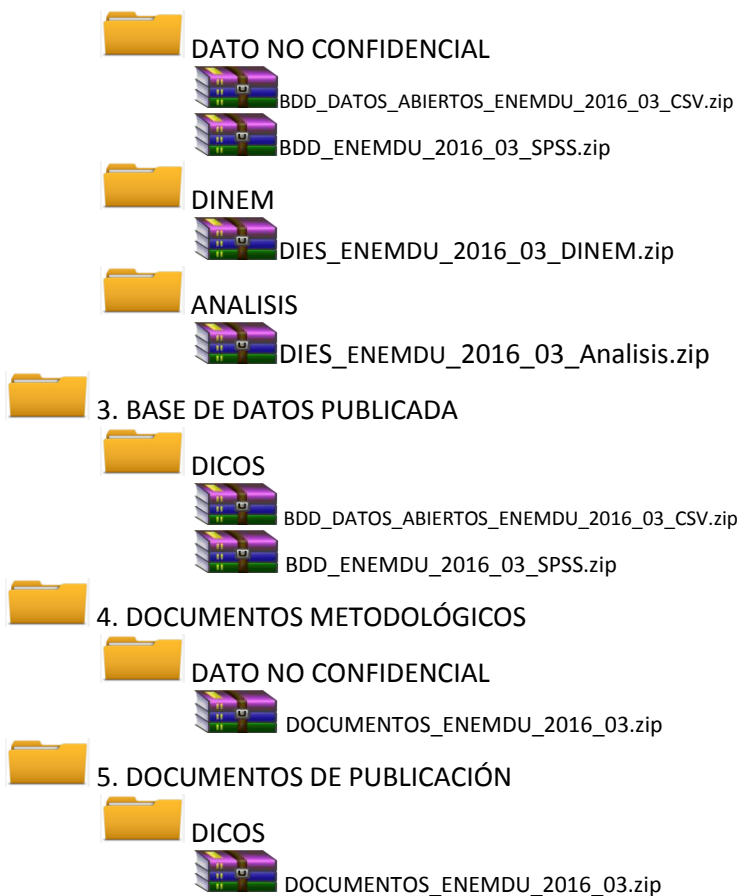 DATO NO CONFIDENCIAL
BDD_DATOS_ABIERTOS_ENEMDU_2016_03_CSV.zip
BDD_ENEMDU_2016_03_SPSS.zip
DINEM
DIES_ENEMDU_2016_03_DINEM.zip
ANALISIS
DIES_ENEMDU_2016_03_Analisis.zip
3. BASE DE DATOS PUBLICADA
DICOS
BDD_DATOS_ABIERTOS_ENEMDU_2016_03_CSV.zip
BDD_ENEMDU_2016_03_SPSS.zip
4. DOCUMENTOS METODOLÓGICOS
DATO NO CONFIDENCIAL
DOCUMENTOS_ENEMDU_2016_03.zip
5. DOCUMENTOS DE PUBLICACIÓN
DICOS
DOCUMENTOS_ENEMDU_2016_03.zip